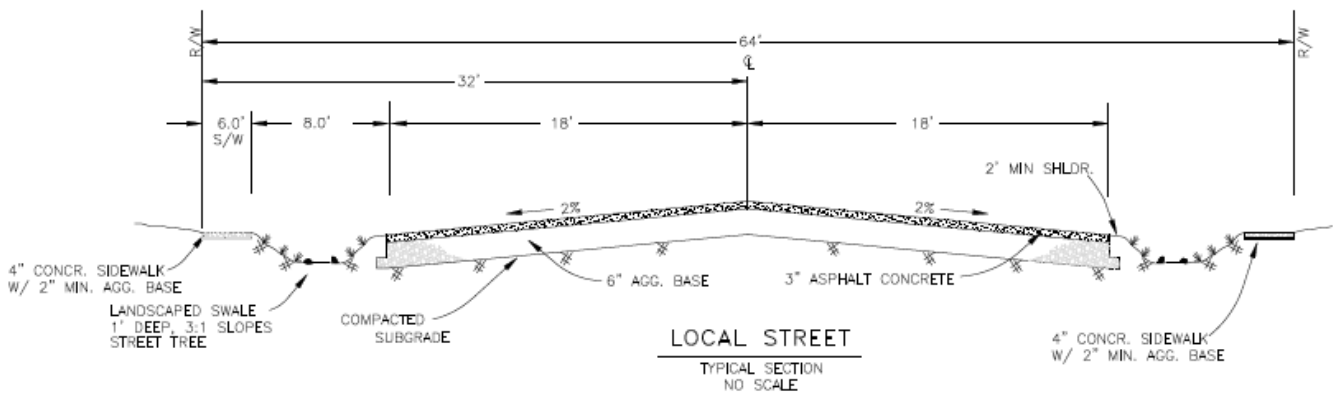 R/W
64'
R/W
℄
32'
6.0'
S/W
8.0'
18'
18'
2' MIN SHLDR.
2%
2%
4" CONCR. SIDEWALK
W/ 2" MIN. AGG. BASE
6" AGG. BASE
3" ASPHALT CONCRETE
LANDSCAPED SWALE
1' DEEP, 3:1 SLOPES
STREET TREE
COMPACTED
SUBGRADE
4" CONCR. SIDEWALK
W/ 2" MIN. AGG. BASE
LOCAL STREET
TYPICAL SECTION
NO SCALE